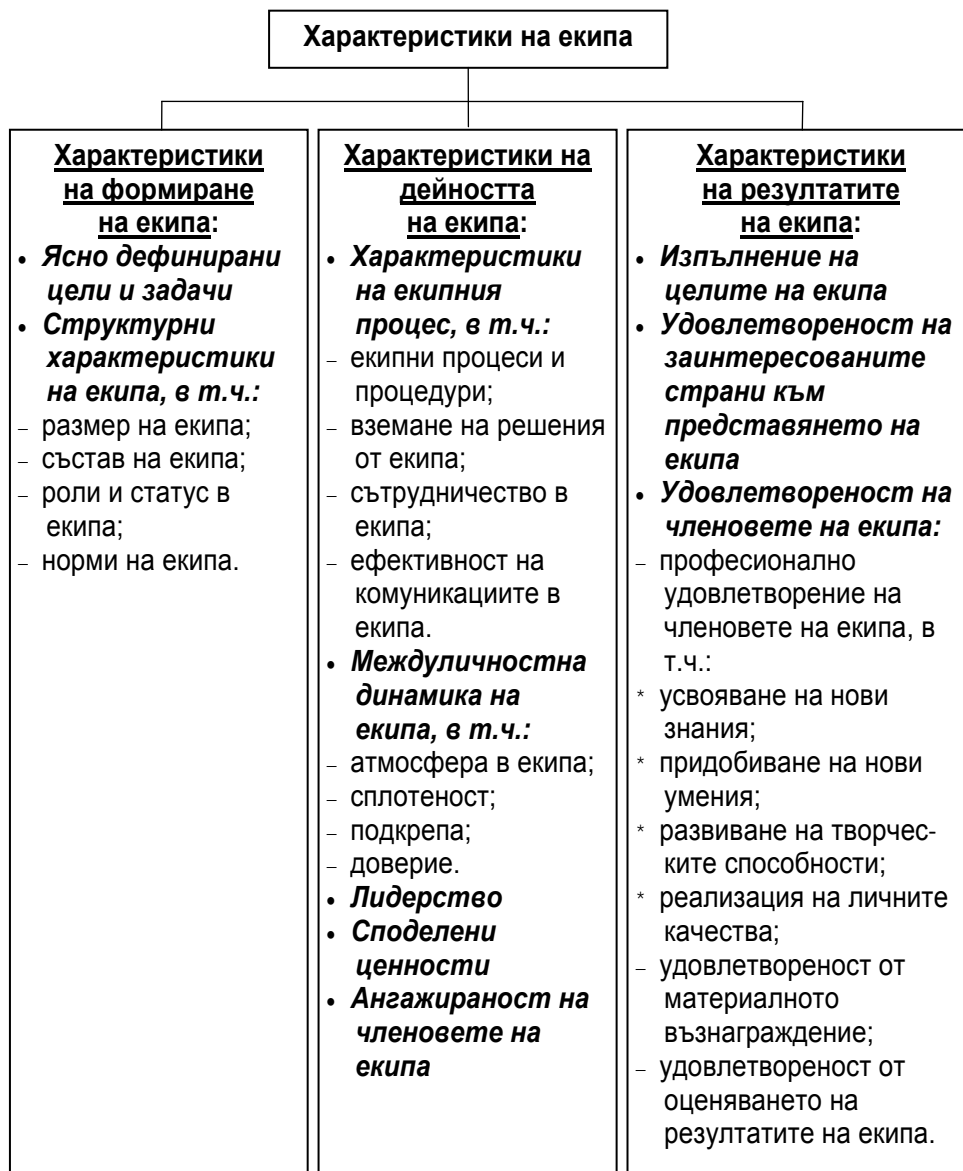 Характеристики на екипа
Характеристики
на формиране
на екипа:
• Ясно дефинирани
цели и задачи
• Структурни
характеристики
на екипа, в т.ч.:
– размер на екипа;
– състав на екипа;
– роли и статус в
екипа;
– норми на екипа.
Характеристики на
дейността
на екипа:
• Характеристики
на екипния
процес, в т.ч.:
– екипни процеси и
процедури;
– вземане на решения
от екипа;
– сътрудничество в
екипа;
– ефективност на
комуникациите в
екипа.
• Междуличностна
динамика на
екипа, в т.ч.:
– атмосфера в екипа;
– сплотеност;
– подкрепа;
– доверие.
• Лидерство
• Споделени
ценности
• Ангажираност на
членовете на
екипа
Характеристики
на резултатите
на екипа:
• Изпълнение на
целите на екипа
• Удовлетвореност на
заинтересованите
страни към
представянето на
екипа
• Удовлетвореност на
членовете на екипа:
– професионално
удовлетворение на
членовете на екипа, в
т.ч.:
* усвояване на нови
знания;
* придобиване на нови
умения;
* развиване на творчес-
ките способности;
* реализация на личните
качества;
– удовлетвореност от
материалното
възнаграждение;
– удовлетвореност от
оценяването на
резултатите на екипа.